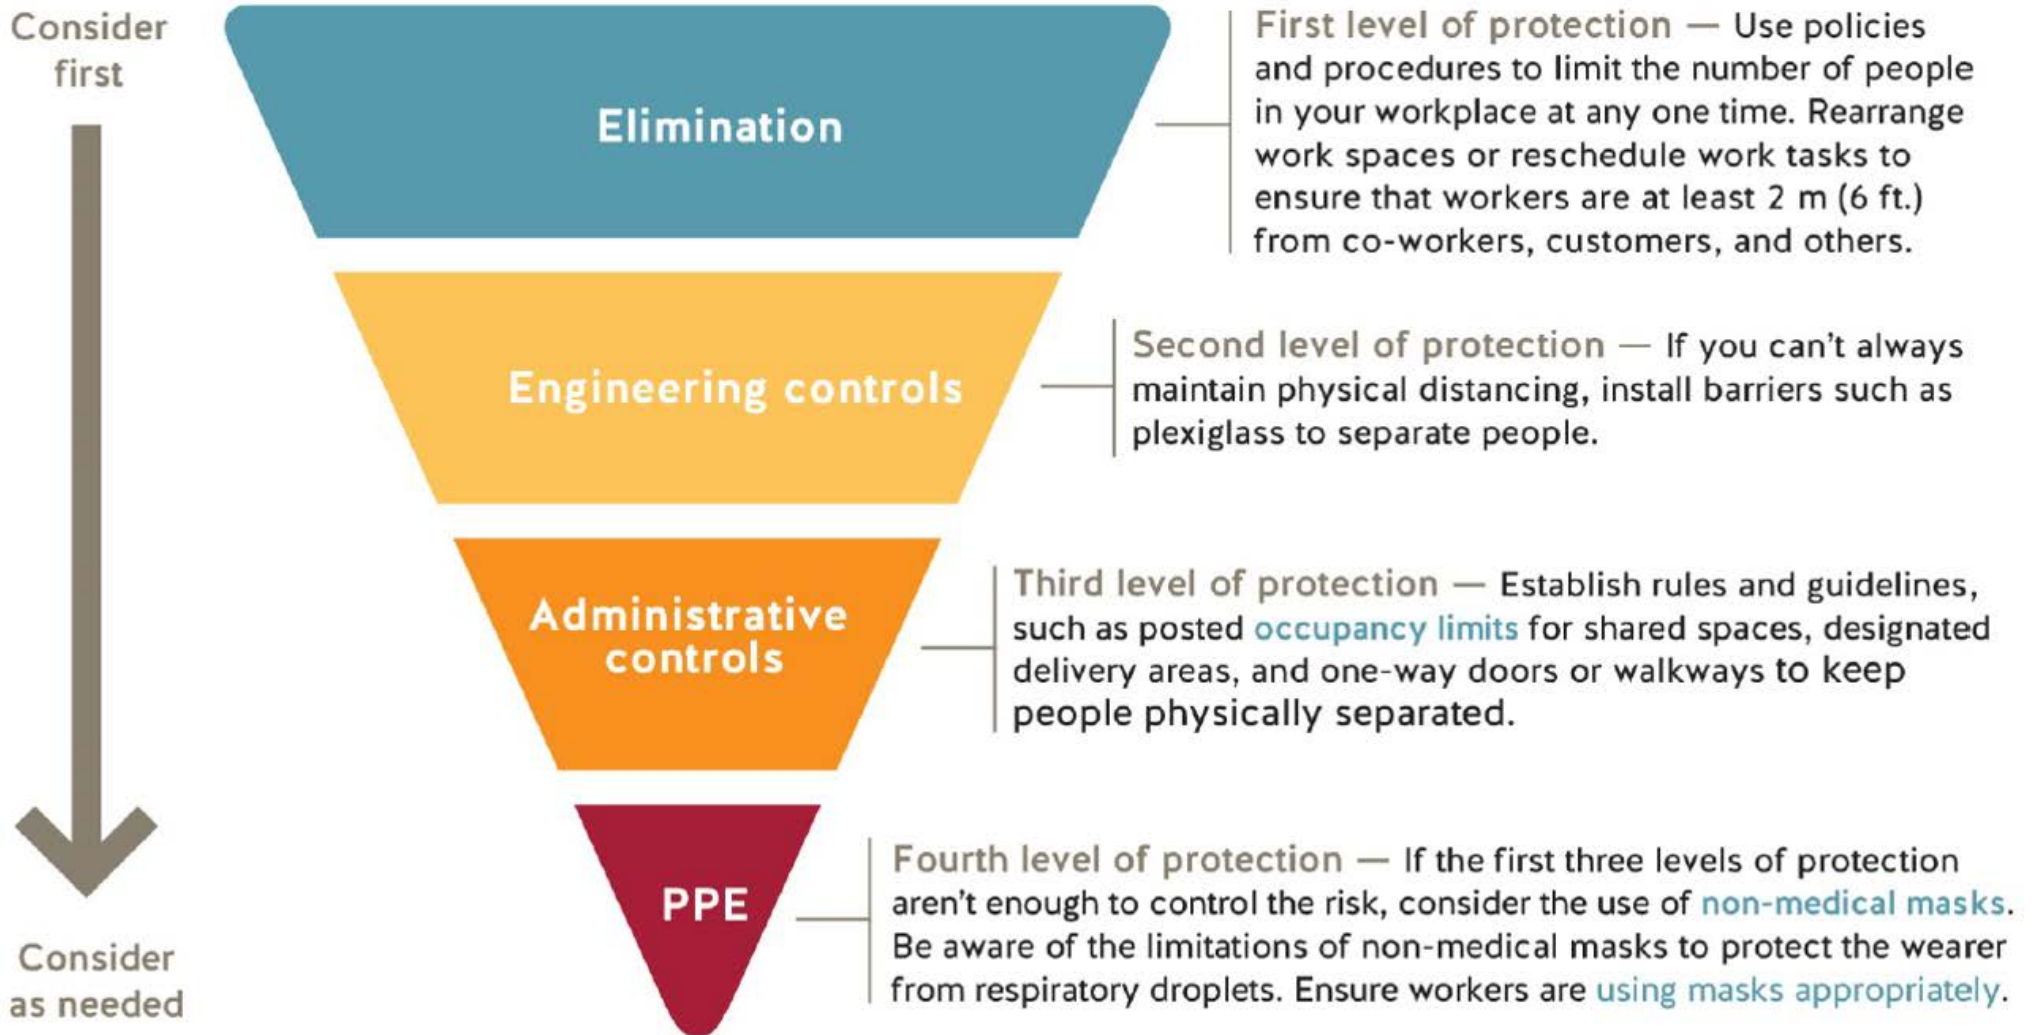 Consider
first
Elimination
First level of protection — Use policies
and procedures to limit the number of people
in your workplace at any one time. Rearrange
work spaces or reschedule work tasks to
ensure that workers are at least 2 m (6 ft.)
from co-workers, customers, and others.
Engineering controls
Second level of protection — If you can't always
maintain physical distancing, install barriers such as
plexiglass to separate people.
Administrative
controls
Third level of protection — Establish rules and guidelines,
such as posted occupancy limits for shared spaces, designated
delivery areas, and one-way doors or walkways to keep
people physically separated.
PPE
Fourth level of protection — If the first three levels of protection
aren't enough to control the risk, consider the use of non-medical masks.
Be aware of the limitations of non-medical masks to protect the wearer
from respiratory droplets. Ensure workers are using masks appropriately.
Consider
as needed